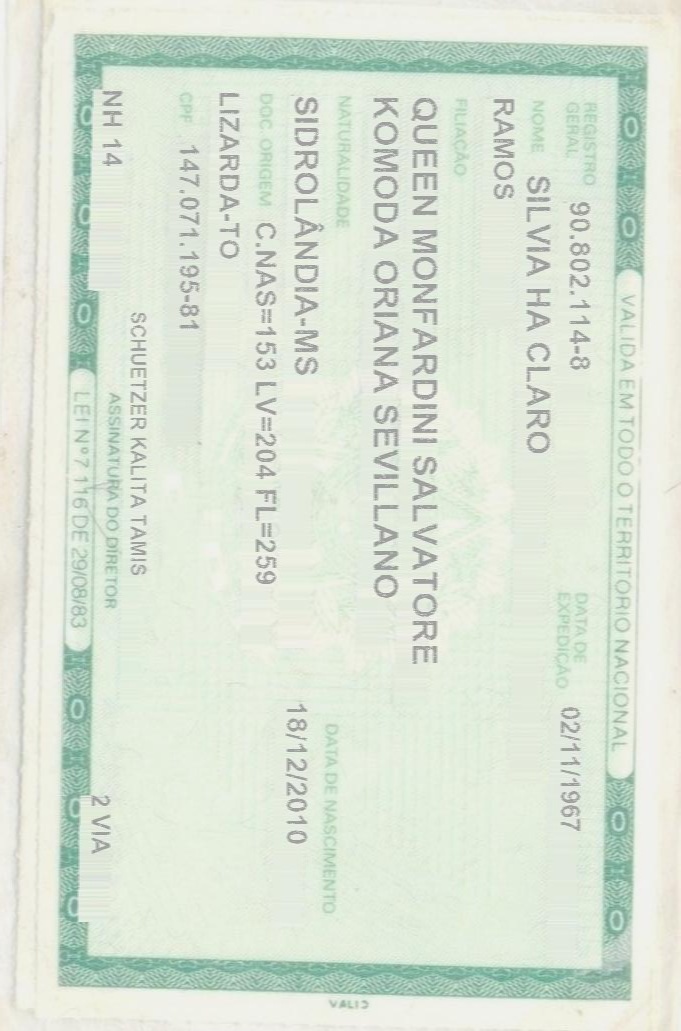 VALIDA EM TODO O TERRITÓRIO NACIONAL
REGISTRO GERAL 90.802.114-8 DATA DE EXPEDIÇÃO 02/11/1967
NOME SILVIA HA CLARO
RAMOS
FILIAÇÃO
QUEEN MONFARDINI SALVATORE
KOMODA ORIANA SEVILLANO
NATURALIDADE DATA DE NASCIMENTO
SIDROLÂNDIA-MS 18/12/2010
DOC ORIGEM C.NAS=153 LV=204 FL=259
LIZARDA-TO
CPF 147.071.195-81
SCHUETZER KALITA TAMIS
NH 14 ASSINATURA DO DIRETOR 2 VIA
LEI Nº 7 116 DE 29/08/83